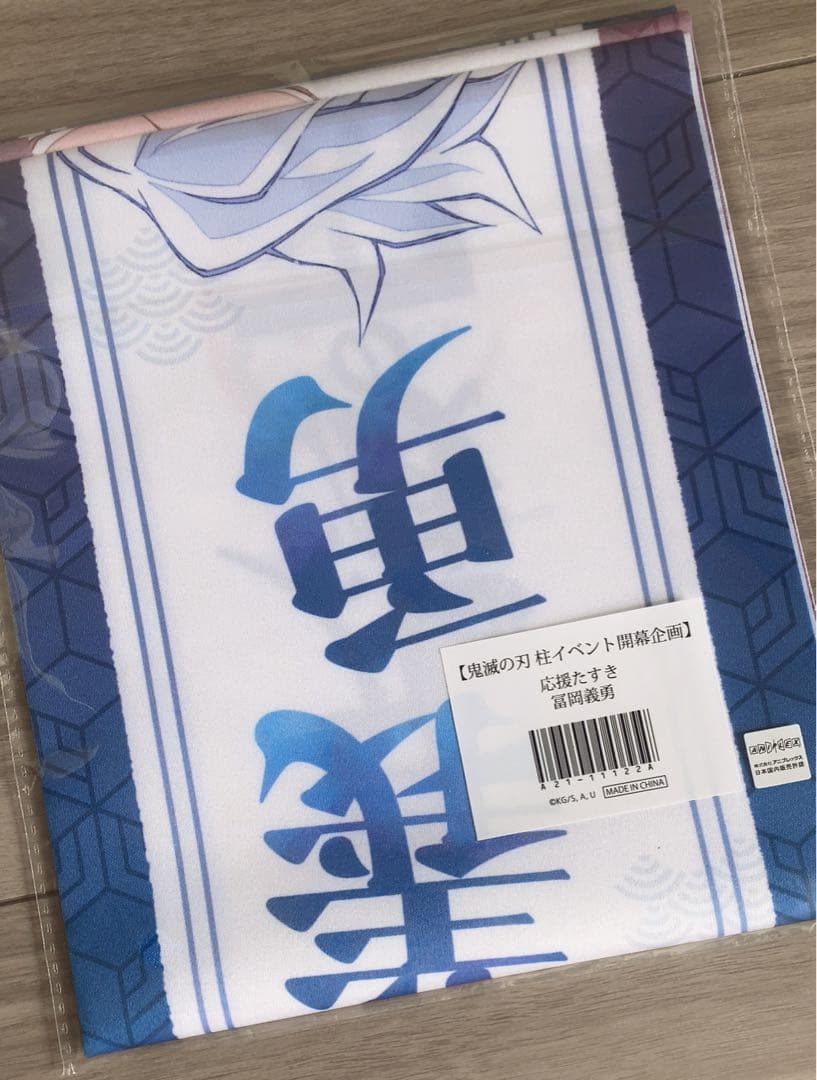 義勇
【鬼滅の刃 柱イベント開幕企画】
応援たすき
冨岡義勇
A21-11122A
©KG/S, A, U MADE IN CHINA
ANIPLEX
株式会社アニプレックス
日本国内販売許諾